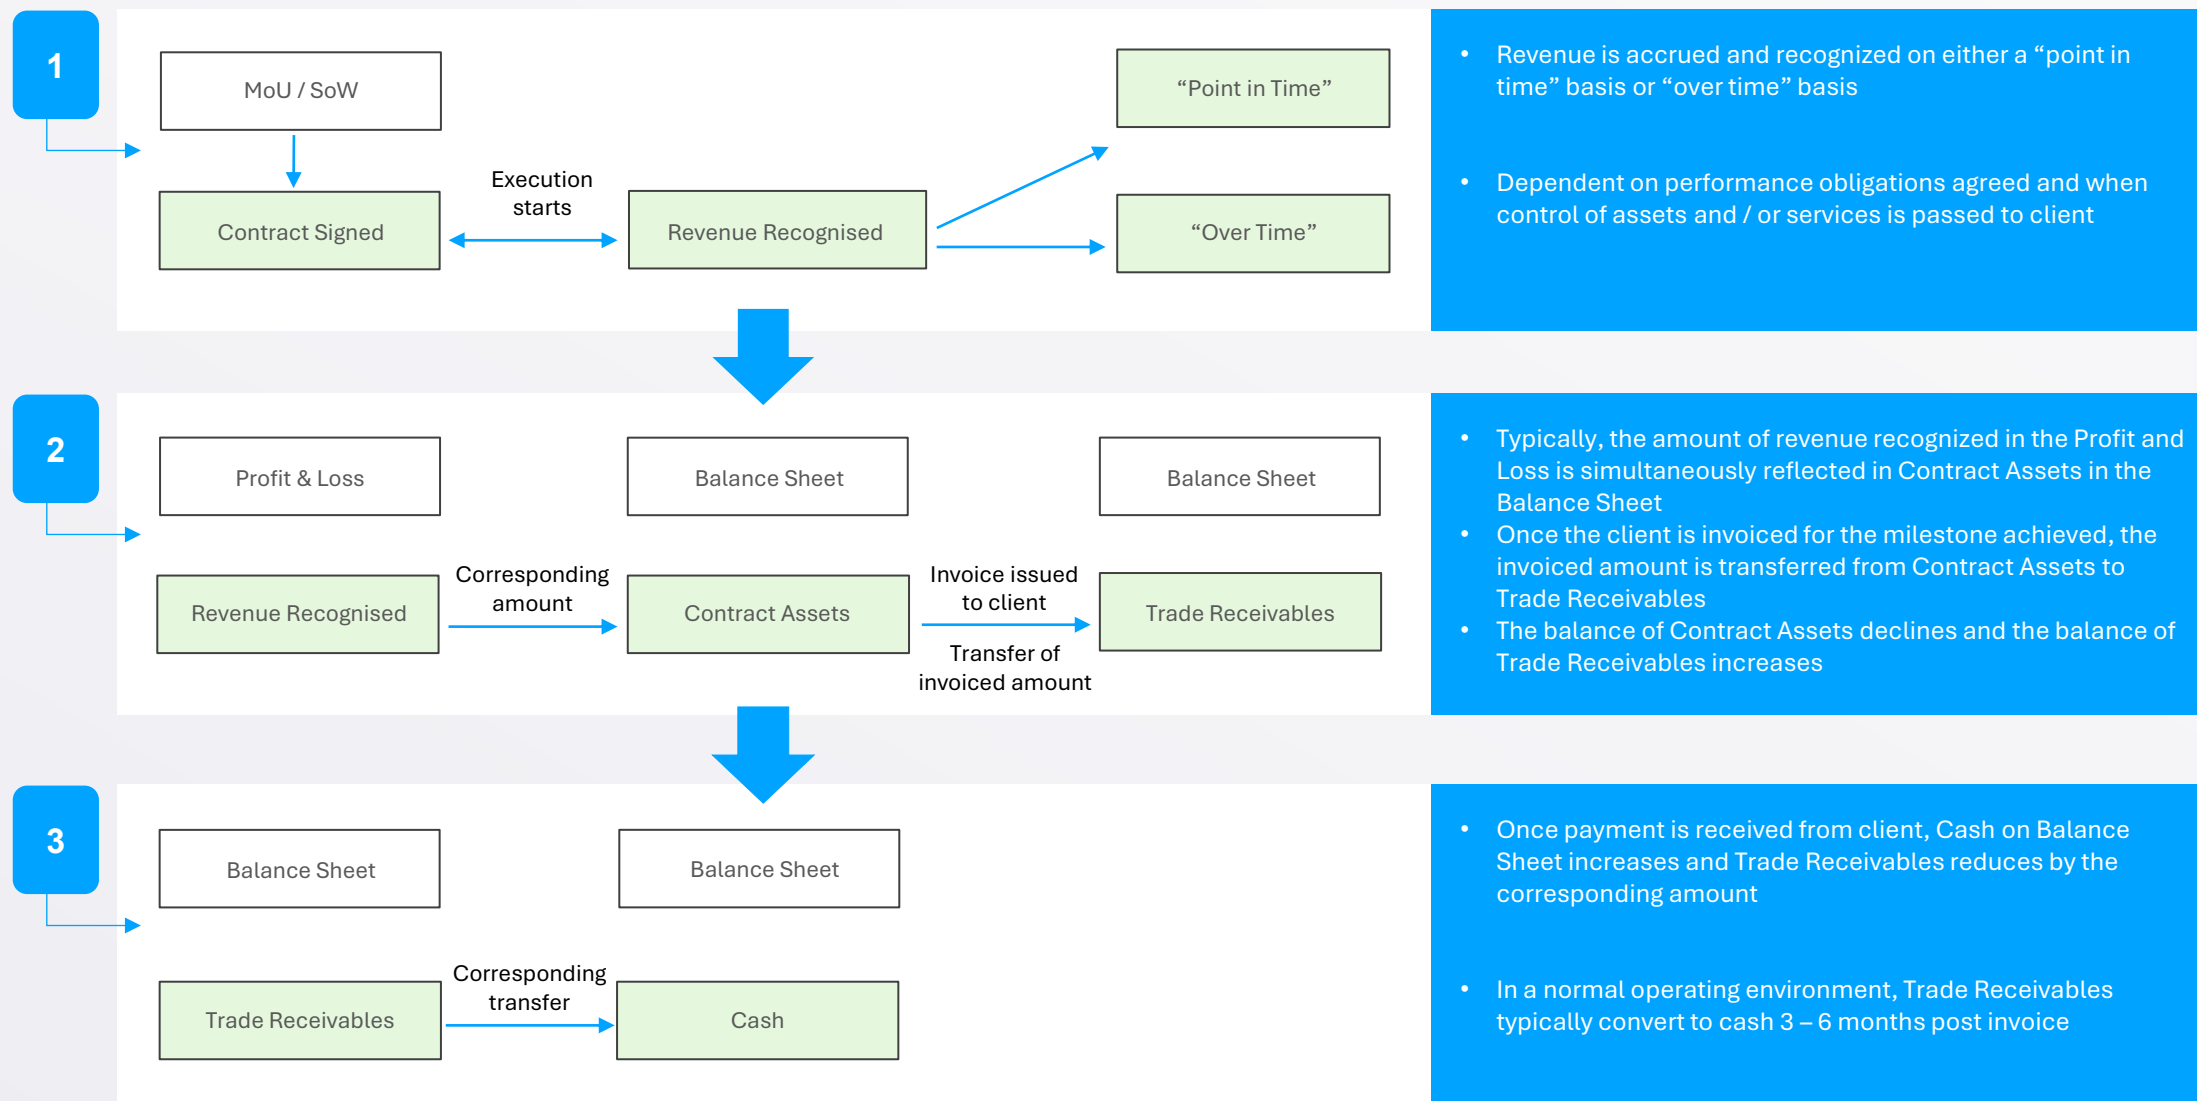 1
MoU / SoW
“Point in Time”
Execution
starts
Contract Signed
Revenue Recognised
“Over Time”
• Revenue is accrued and recognized on either a “point in
time” basis or “over time” basis
• Dependent on performance obligations agreed and when
control of assets and / or services is passed to client
2
Profit & Loss
Balance Sheet
Balance Sheet
Revenue Recognised
Corresponding
amount
Contract Assets
Invoice issued
to client
Transfer of
invoiced amount
Trade Receivables
• Typically, the amount of revenue recognized in the Profit and
Loss is simultaneously reflected in Contract Assets in the
Balance Sheet
• Once the client is invoiced for the milestone achieved, the
invoiced amount is transferred from Contract Assets to
Trade Receivables
• The balance of Contract Assets declines and the balance of
Trade Receivables increases
3
Balance Sheet
Balance Sheet
Trade Receivables
Corresponding
transfer
Cash
• Once payment is received from client, Cash on Balance
Sheet increases and Trade Receivables reduces by the
corresponding amount
• In a normal operating environment, Trade Receivables
typically convert to cash 3 – 6 months post invoice